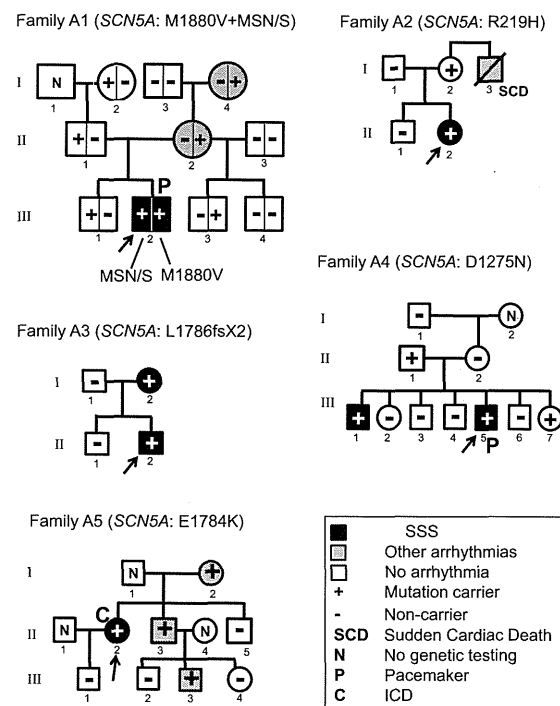 Family A1 (SCN5A: M1880V+MSN/S)
I
N + - - - - +
1 2 3 4
II
+ - - + - -
1 2 3
P
III
+ - + + - + - -
1 2 3 4
MSN/S M1880V
Family A2 (SCN5A: R219H)
I
- +
1 2 3 SCD
II
- +
1 2
Family A3 (SCN5A: L1786fsX2)
I
- +
1 2
II
- +
1 2
Family A4 (SCN5A: D1275N)
I
- N
1 2
II
+ -
1 2
III
+ - - - + - +
1 2 3 4 5 6 7
P
Family A5 (SCN5A: E1784K)
I
N +
1 2
C
II
N + + N -
1 2 3 4 5
III
- - + -
1 2 3 4
SSS
Other arrhythmias
No arrhythmia
+ Mutation carrier
- Non-carrier
SCD Sudden Cardiac Death
N No genetic testing
P Pacemaker
C ICD